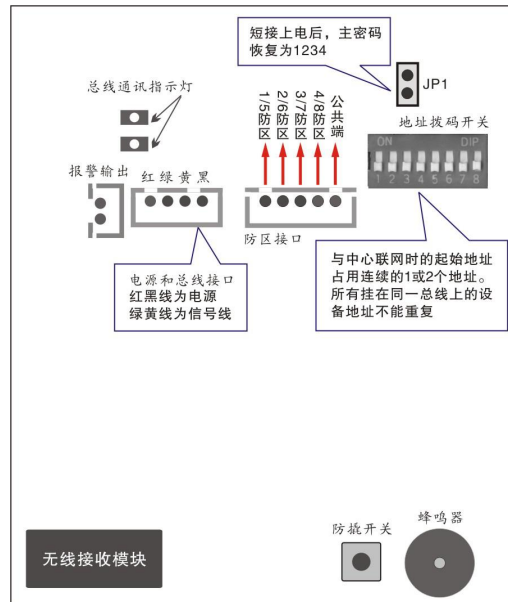 短接上电后，主密码
恢复为1234
JP1
总线通讯指示灯
1/5防区
2/6防区
3/7防区
4/8防区
公共端
地址拨码开关
ON DIP
1 2 3 4 5 6 7 8
报警输出
红 绿 黄 黑
防区接口
电源和总线接口
红黑线为电源
绿黄线为信号线
与中心联网时的起始地址
占用连续的1或2个地址。
所有挂在同一总线上的设
备地址不能重复
防撬开关
蜂鸣器
无线接收模块